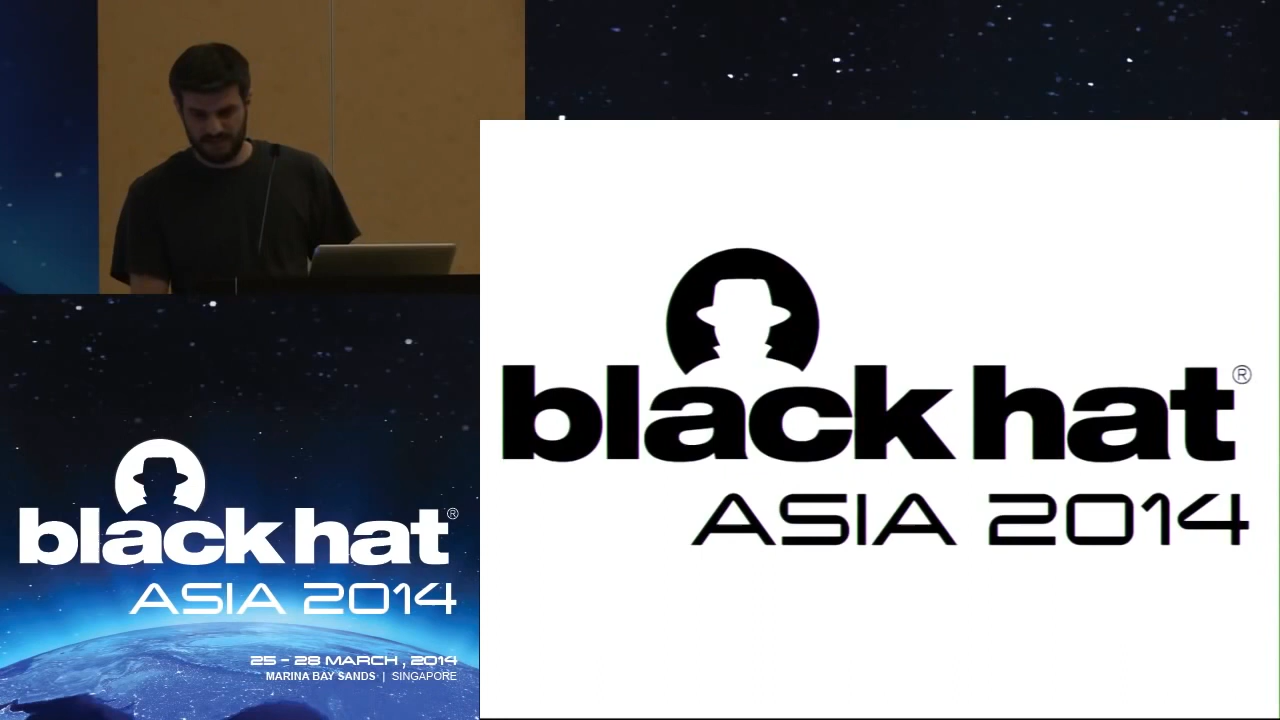 black hat®
ASIA 2014
black hat®
ASIA 2014
25 - 28 MARCH, 2014
MARINA BAY SANDS | SINGAPORE